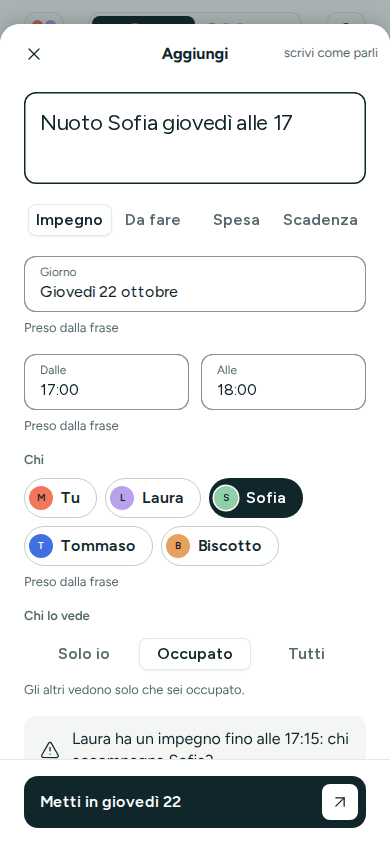 Aggiungi
scrivi come parli
Nuoto Sofia giovedì alle 17
Impegno
Da fare
Spesa
Scadenza
Giorno
Giovedì 22 ottobre
Preso dalla frase
Dalle
17:00
Alle
18:00
Preso dalla frase
Chi
M Tu
L Laura
S Sofia
T Tommaso
B Biscotto
Preso dalla frase
Chi lo vede
Solo io
Occupato
Tutti
Gli altri vedono solo che sei occupato.
Laura ha un impegno fino alle 17:15: chi
accompagna Sofia?
Metti in giovedì 22